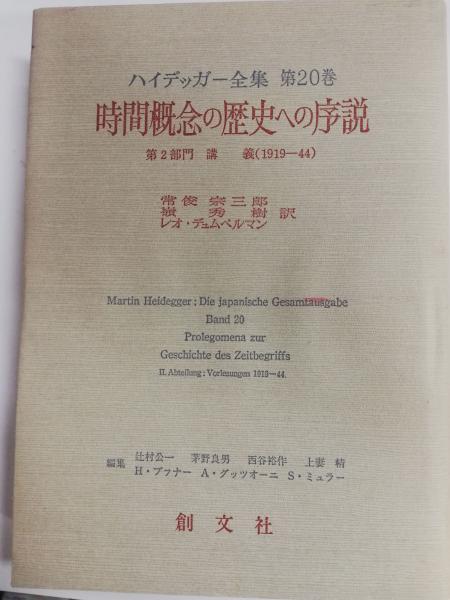 ハイデッガー全集 第20巻
時間概念の歴史への序説
第2部門 講 義(1919―44)
常俊 宗三郎
嶺 秀 樹 訳
レオ・デュムペルマン
Martin Heidegger: Die japanische Gesamtausgabe
Band 20
Prolegomena zur
Geschichte des Zeitbegriffs
II. Abteilung: Vorlesungen 1919―44.
編集 辻村公一 茅野良男 西谷裕作 上妻 精
H・ブァナー A・グッツオーニ S・ミュラー
創文社